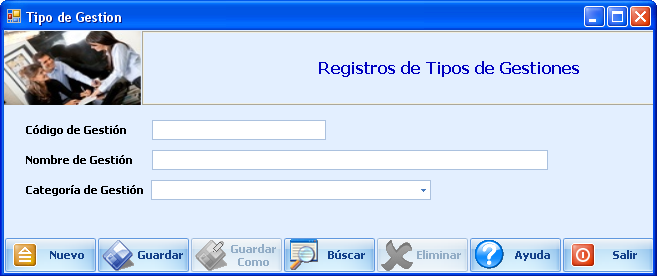 Tipo de Gestion
Registros de Tipos de Gestiones
Código de Gestión
Nombre de Gestión
Categoría de Gestión
Nuevo
Guardar
Guardar
Como
Búscar
Eliminar
Ayuda
Salir